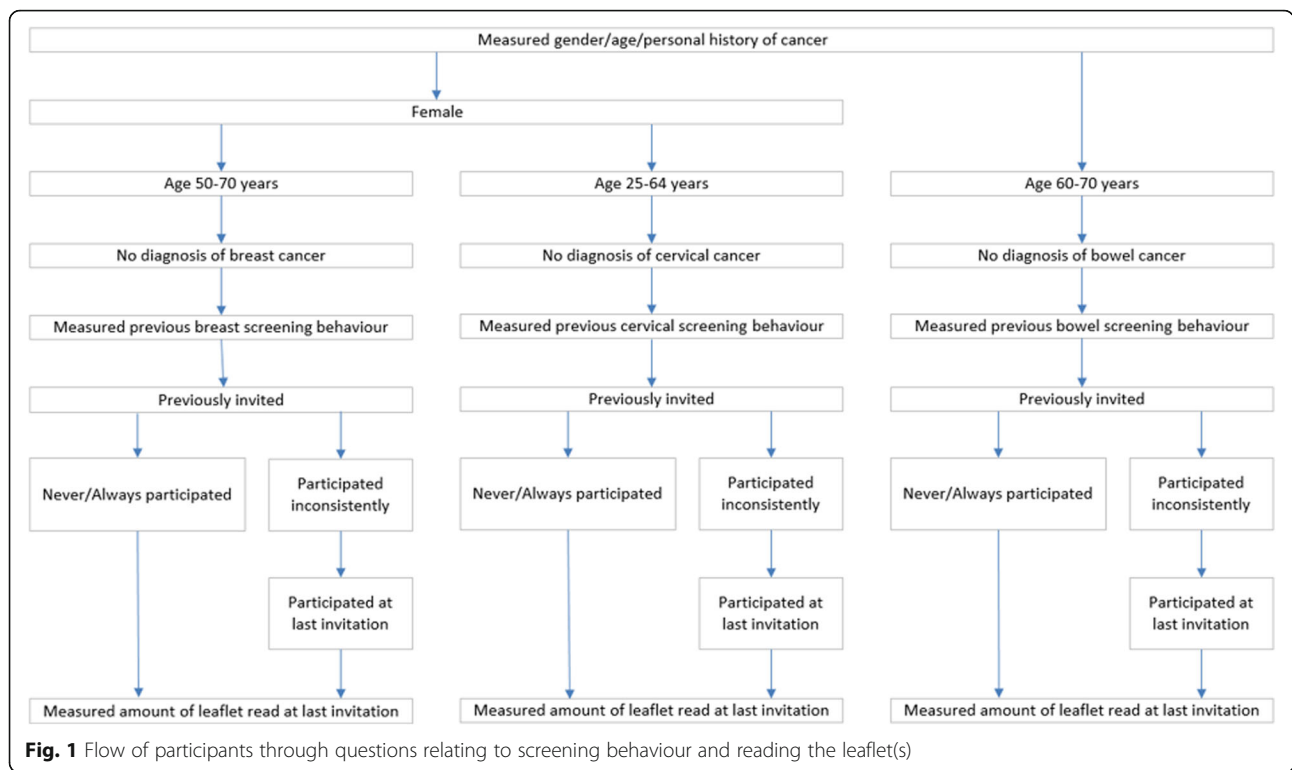 Measured gender/age/personal history of cancer
Female
Age 50-70 years
Age 25-64 years
Age 60-70 years
No diagnosis of breast cancer
No diagnosis of cervical cancer
No diagnosis of bowel cancer
Measured previous breast screening behaviour
Measured previous cervical screening behaviour
Measured previous bowel screening behaviour
Previously invited
Previously invited
Previously invited
Never/Always participated
Participated
inconsistently
Never/Always participated
Participated
inconsistently
Never/Always participated
Participated
inconsistently
Participated at
last invitation
Participated at
last invitation
Participated at
last invitation
Measured amount of leaflet read at last invitation
Measured amount of leaflet read at last invitation
Measured amount of leaflet read at last invitation
Fig. 1 Flow of participants through questions relating to screening behaviour and reading the leaflet(s)